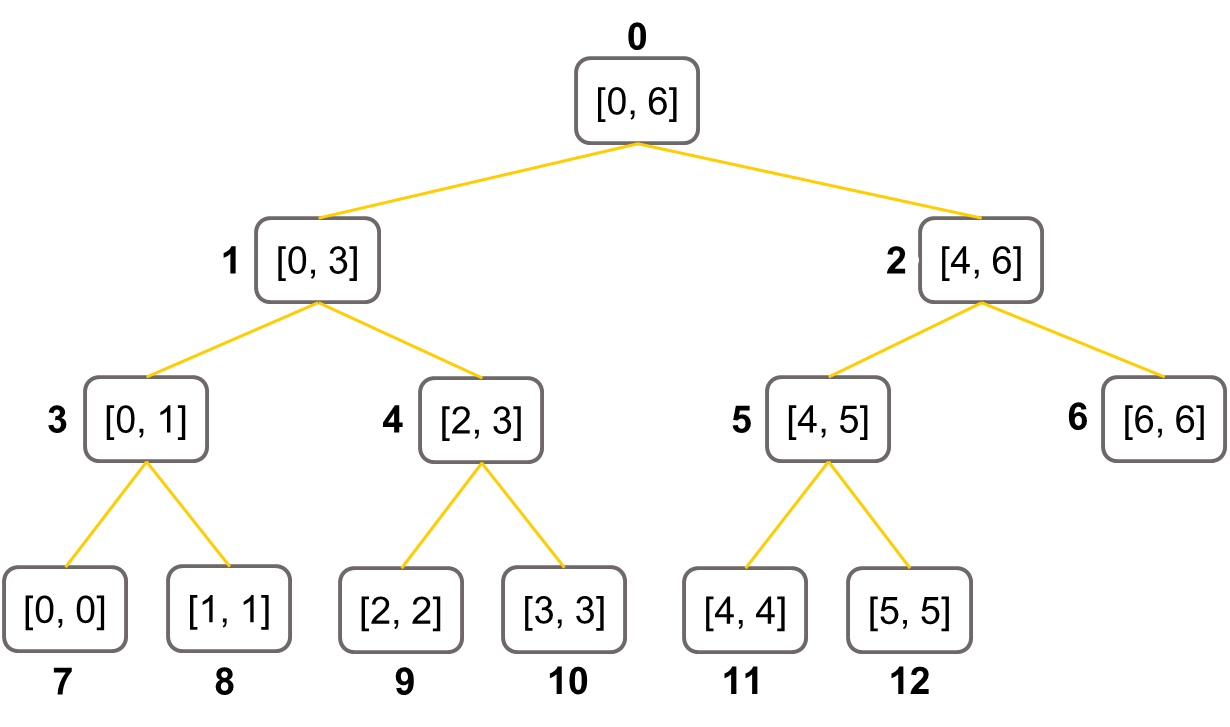 0
[0, 6]
1 [0, 3]
2 [4, 6]
3 [0, 1]
4 [2, 3]
5 [4, 5]
6 [6, 6]
[0, 0]
[1, 1]
[2, 2]
[3, 3]
[4, 4]
[5, 5]
7
8
9
10
11
12